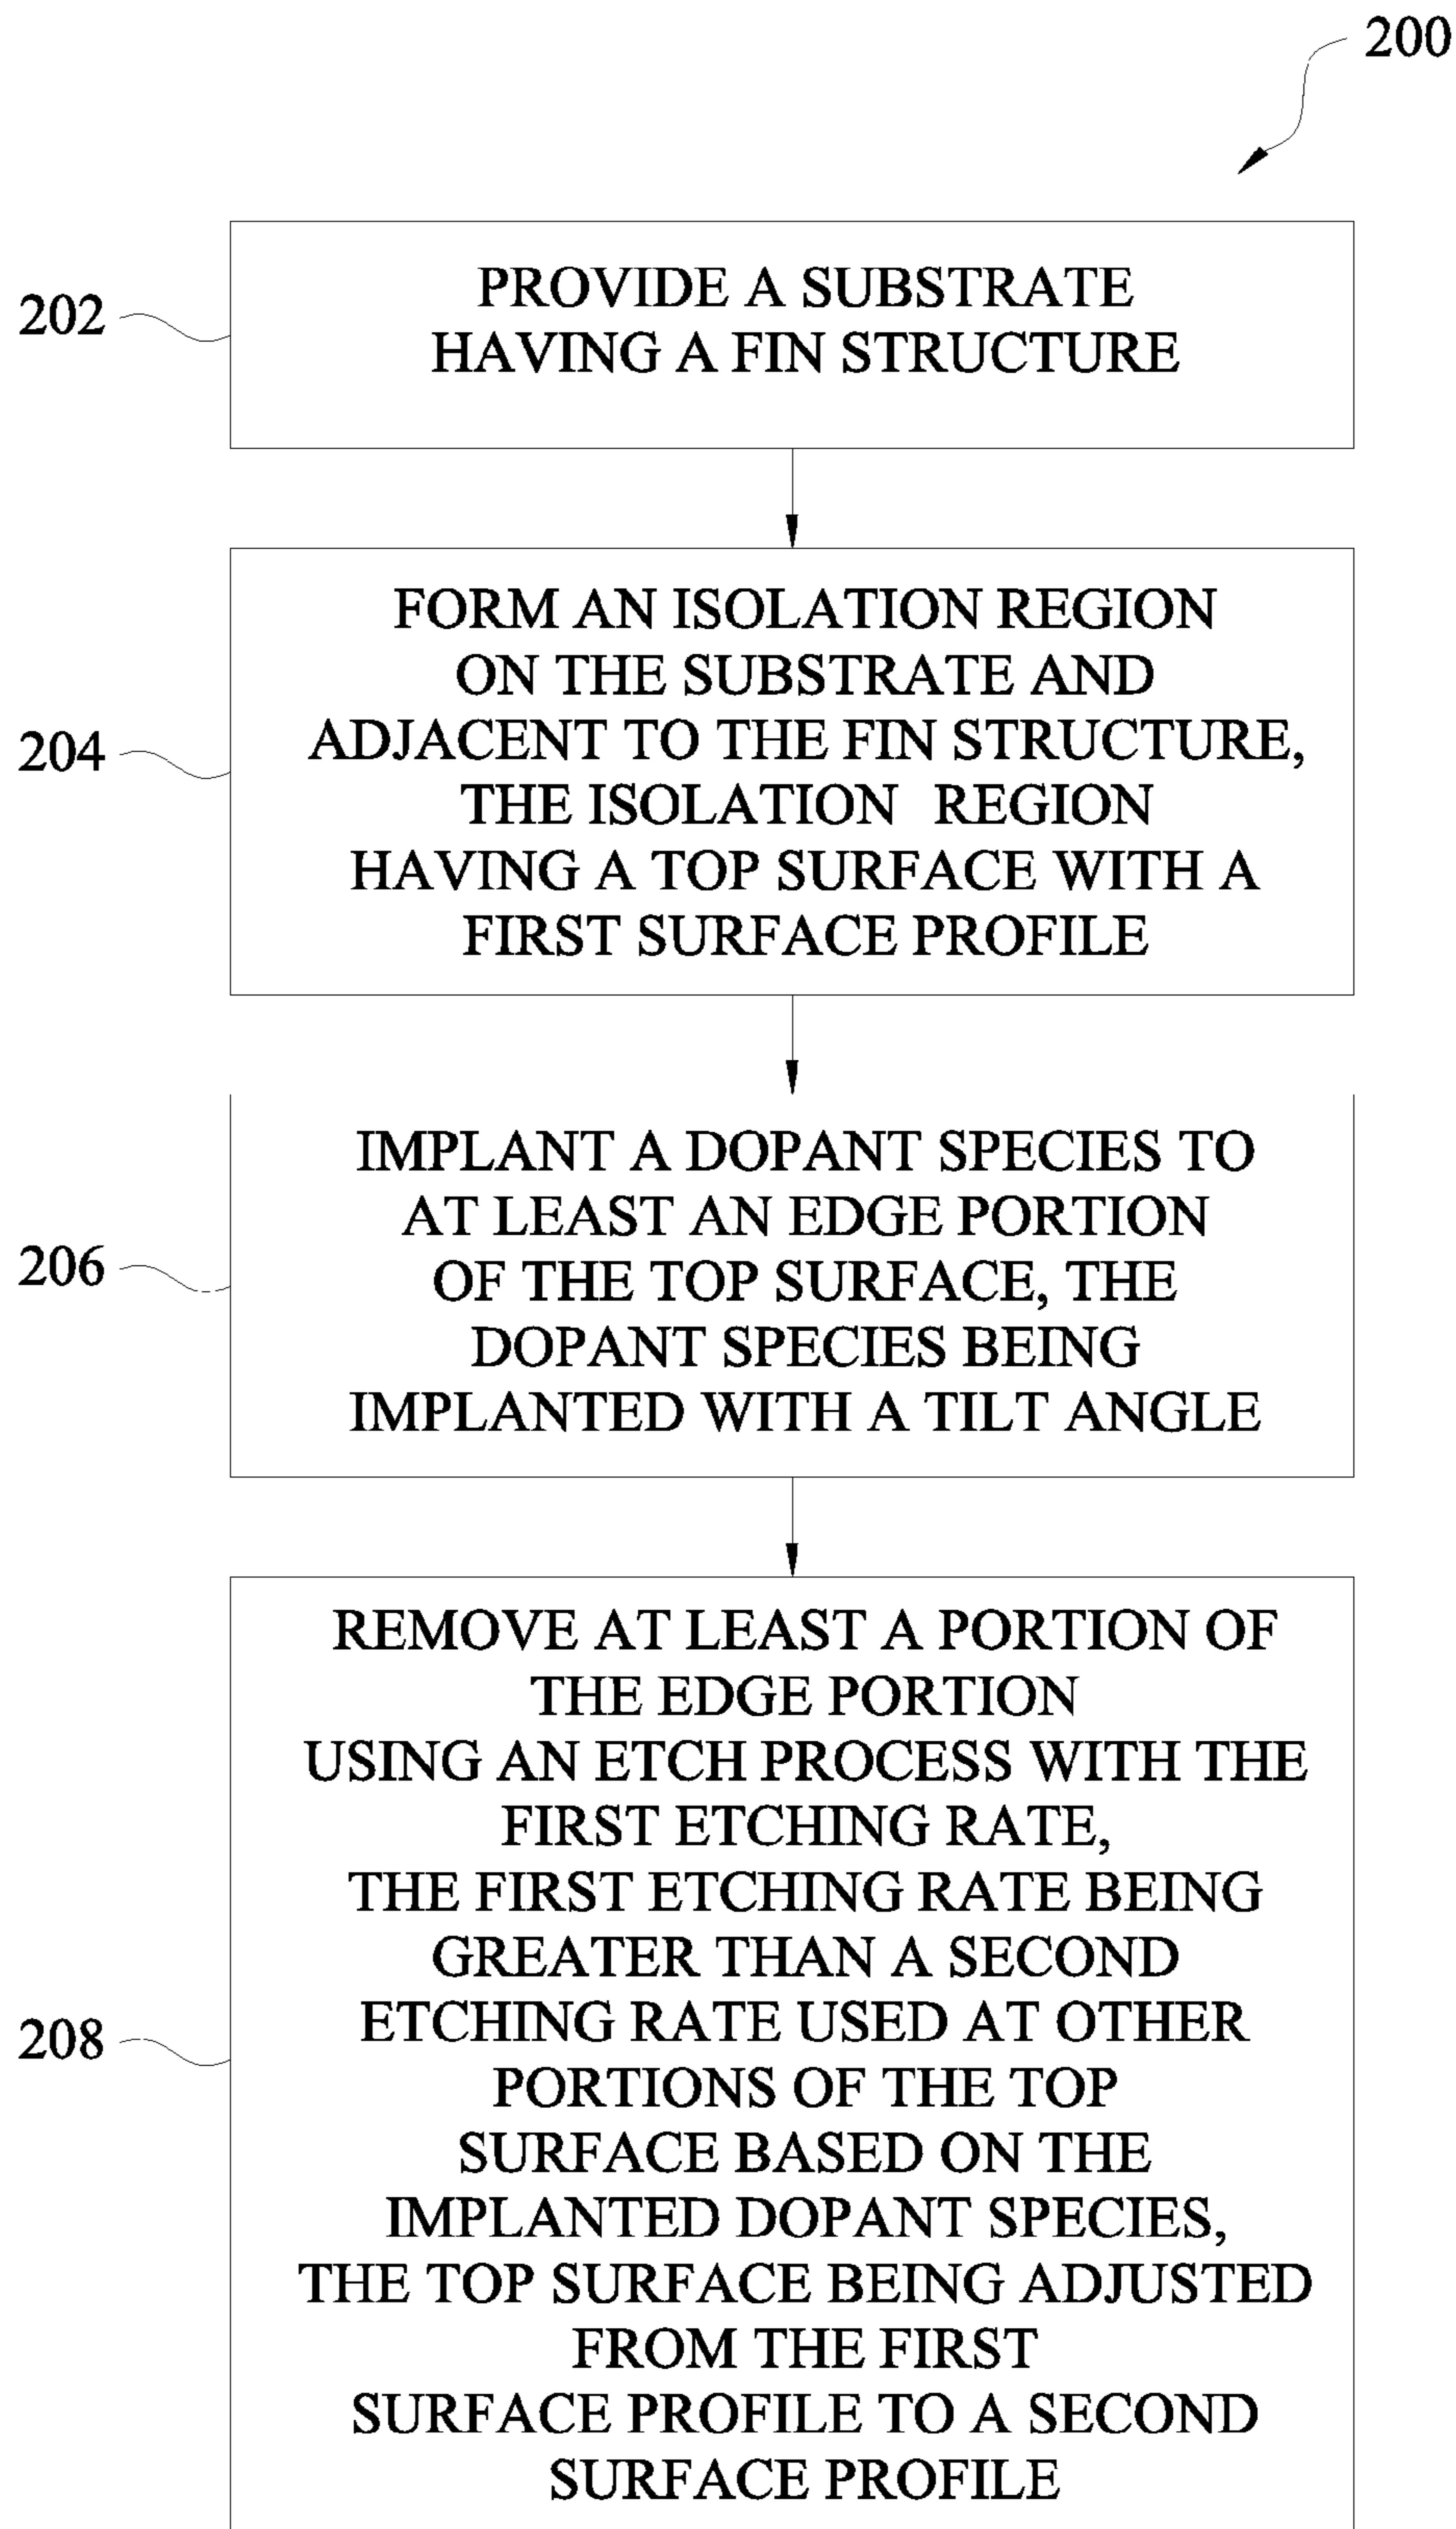 200
202
PROVIDE A SUBSTRATE
HAVING A FIN STRUCTURE
204
FORM AN ISOLATION REGION
ON THE SUBSTRATE AND
ADJACENT TO THE FIN STRUCTURE,
THE ISOLATION REGION
HAVING A TOP SURFACE WITH A
FIRST SURFACE PROFILE
206
IMPLANT A DOPANT SPECIES TO
AT LEAST AN EDGE PORTION
OF THE TOP SURFACE, THE
DOPANT SPECIES BEING
IMPLANTED WITH A TILT ANGLE
208
REMOVE AT LEAST A PORTION OF
THE EDGE PORTION
USING AN ETCH PROCESS WITH THE
FIRST ETCHING RATE,
THE FIRST ETCHING RATE BEING
GREATER THAN A SECOND
ETCHING RATE USED AT OTHER
PORTIONS OF THE TOP
SURFACE BASED ON THE
IMPLANTED DOPANT SPECIES,
THE TOP SURFACE BEING ADJUSTED
FROM THE FIRST
SURFACE PROFILE TO A SECOND
SURFACE PROFILE